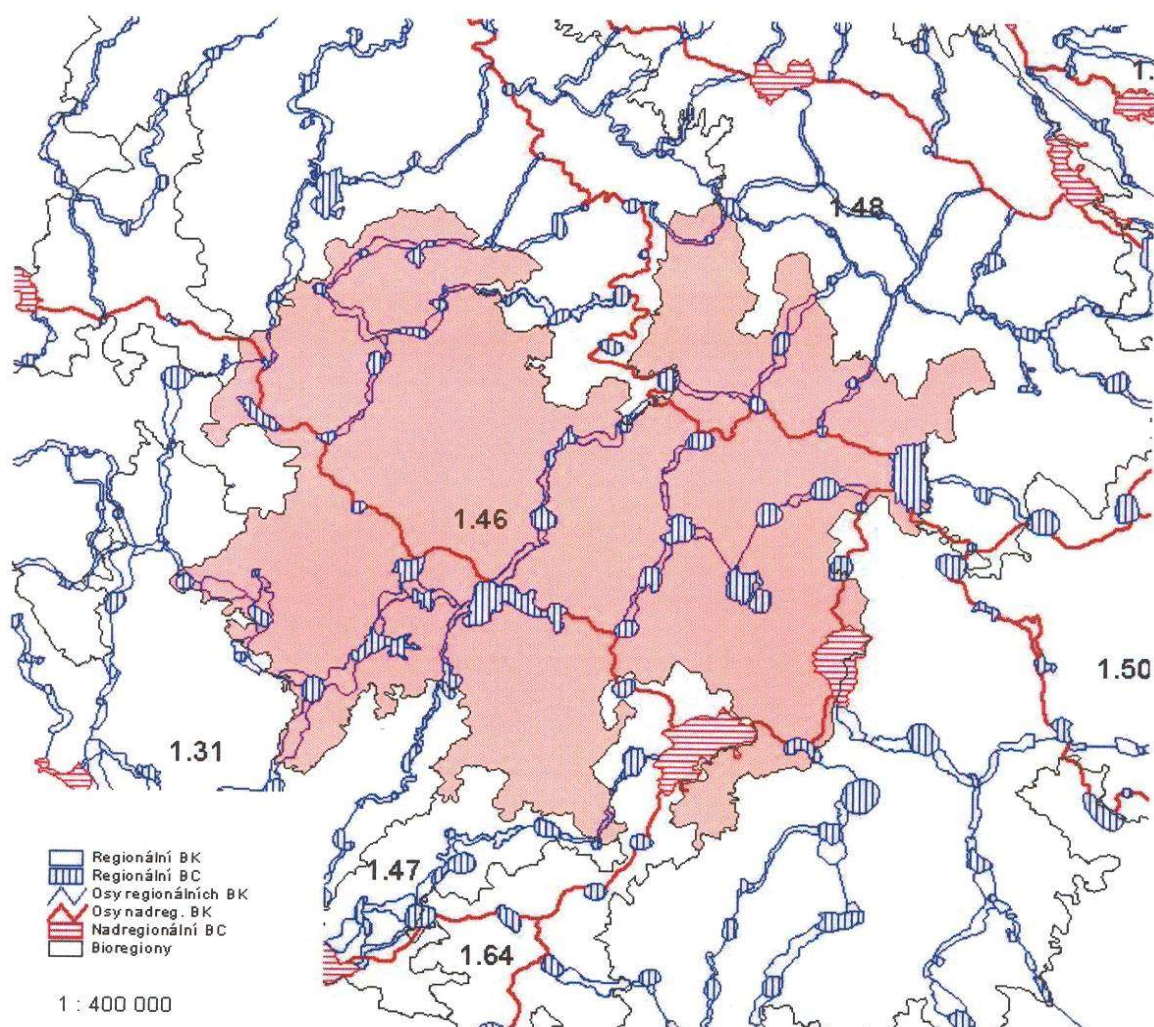 1.
1.48
1.46
1.50
1.31
1.47
1.64
Regionální BK
Regionální BC
Osy regionálních BK
Osy nadreg. BK
Nadregionální BC
Bioregiony
1 : 400 000